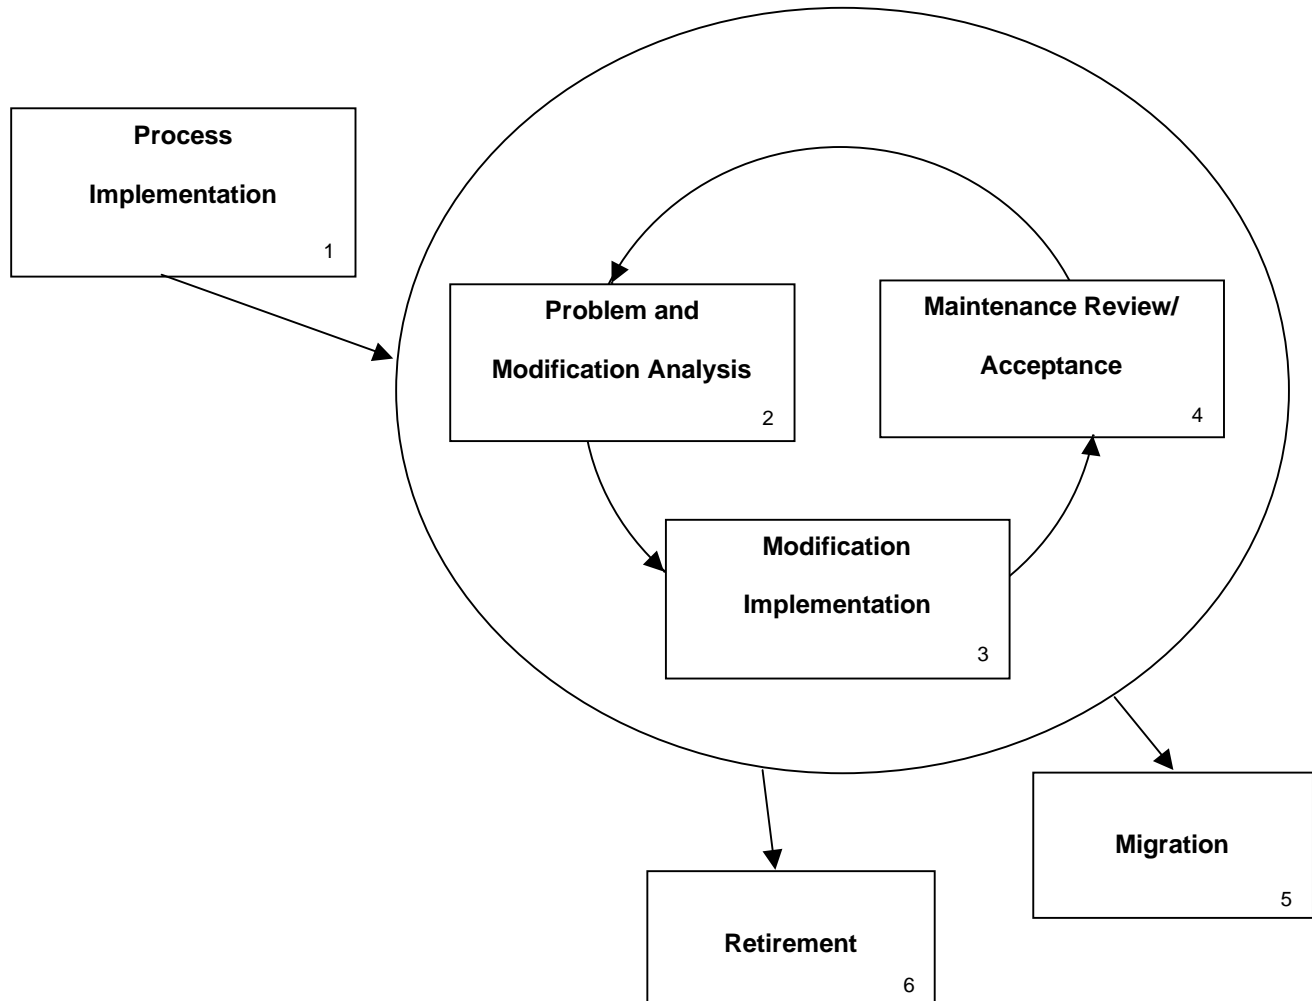 Process
Implementation
1
Problem and
Modification Analysis
2
Maintenance Review/
Acceptance
4
Modification
Implementation
3
Migration
5
Retirement
6